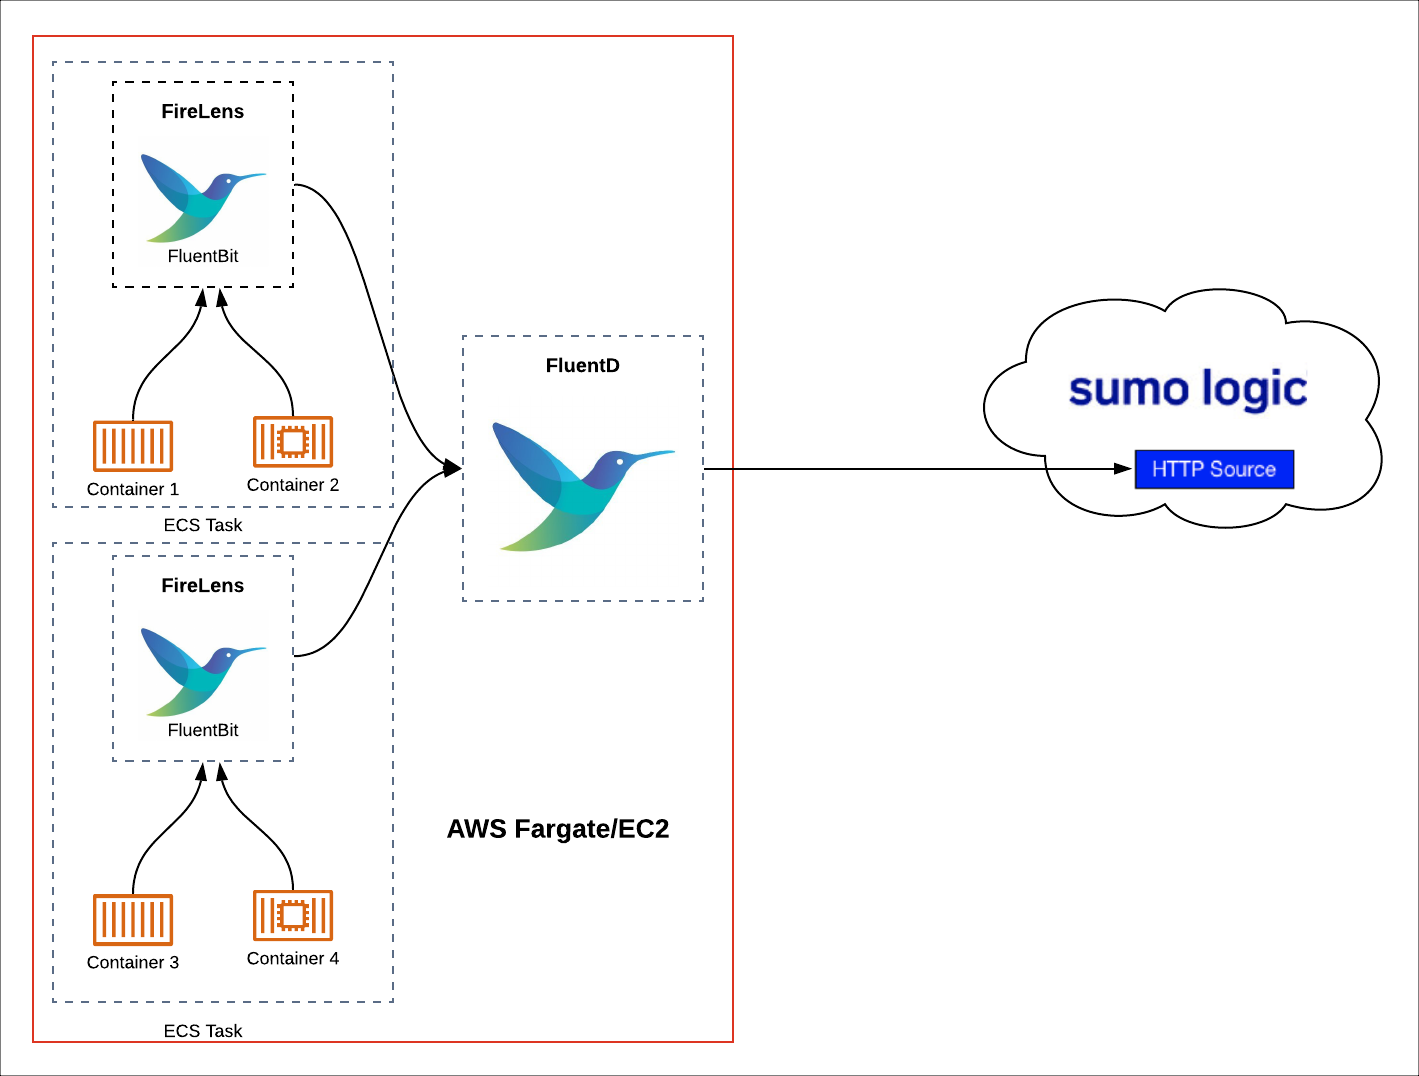 FireLens
FluentBit
Container 1
Container 2
ECS Task
FireLens
FluentBit
Container 3
Container 4
ECS Task
FluentD
AWS Fargate/EC2
sumo logic
HTTP Source